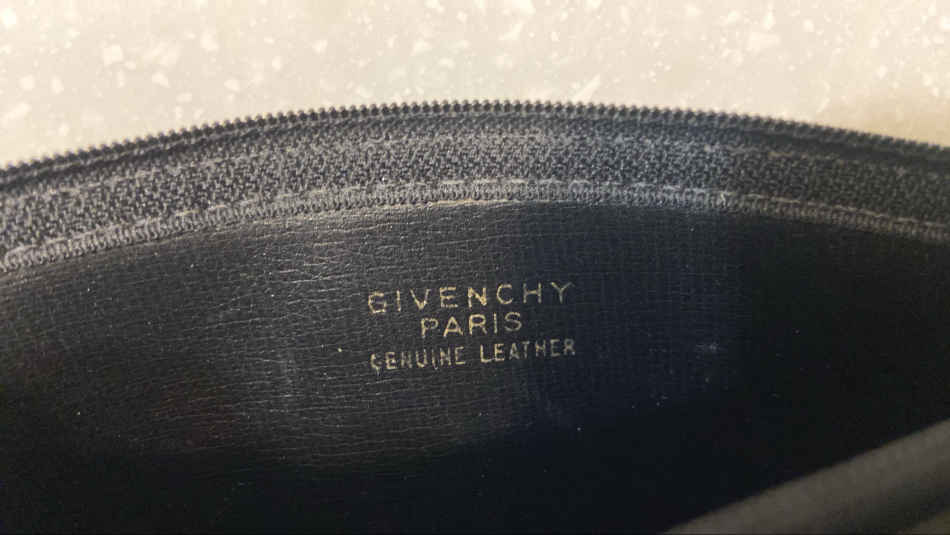 GIVENCHY
PARIS
GENUINE LEATHER